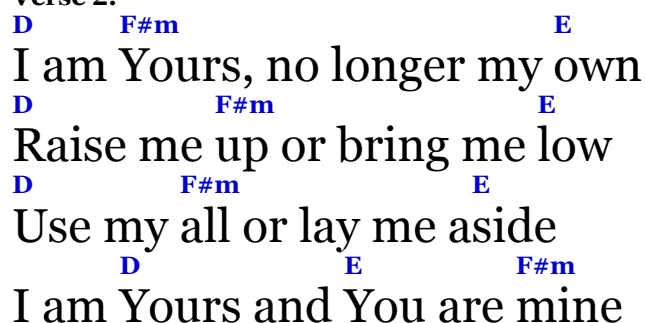 Verse 2:
D F#m E
I am Yours, no longer my own
D F#m E
Raise me up or bring me low
D F#m E
Use my all or lay me aside
D E F#m
I am Yours and You are mine